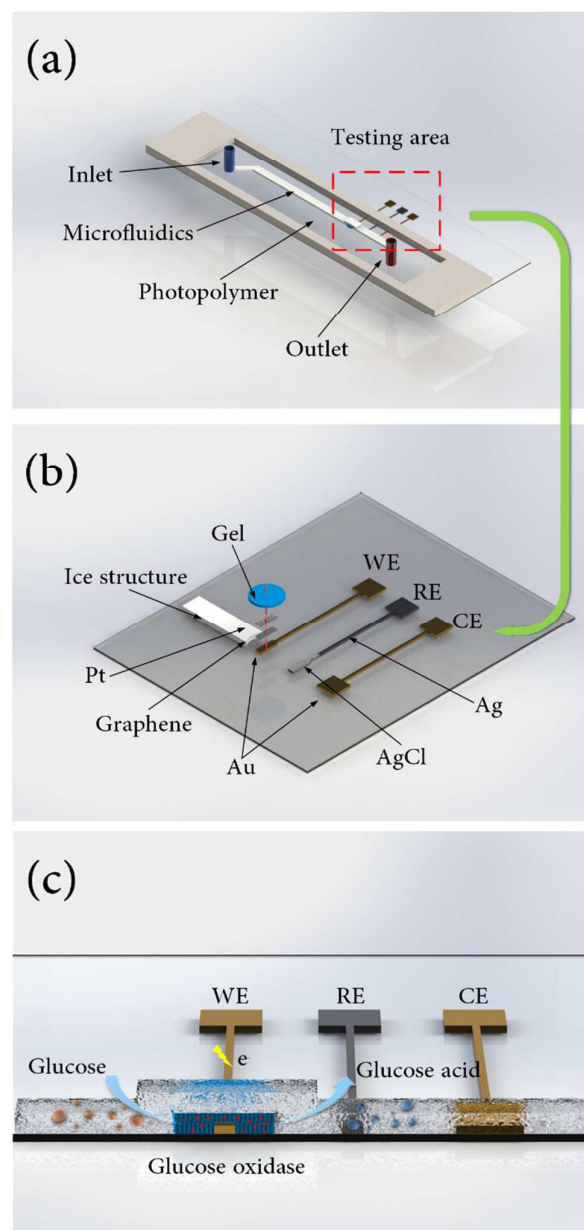 (a)
Testing area
Inlet
Microfluidics
Photopolymer
Outlet
(b)
Gel
WE
Ice structure
RE
CE
Pt
Graphene
Ag
Au
AgCl
(c)
WE
RE
CE
e
Glucose
Glucose acid
Glucose oxidase